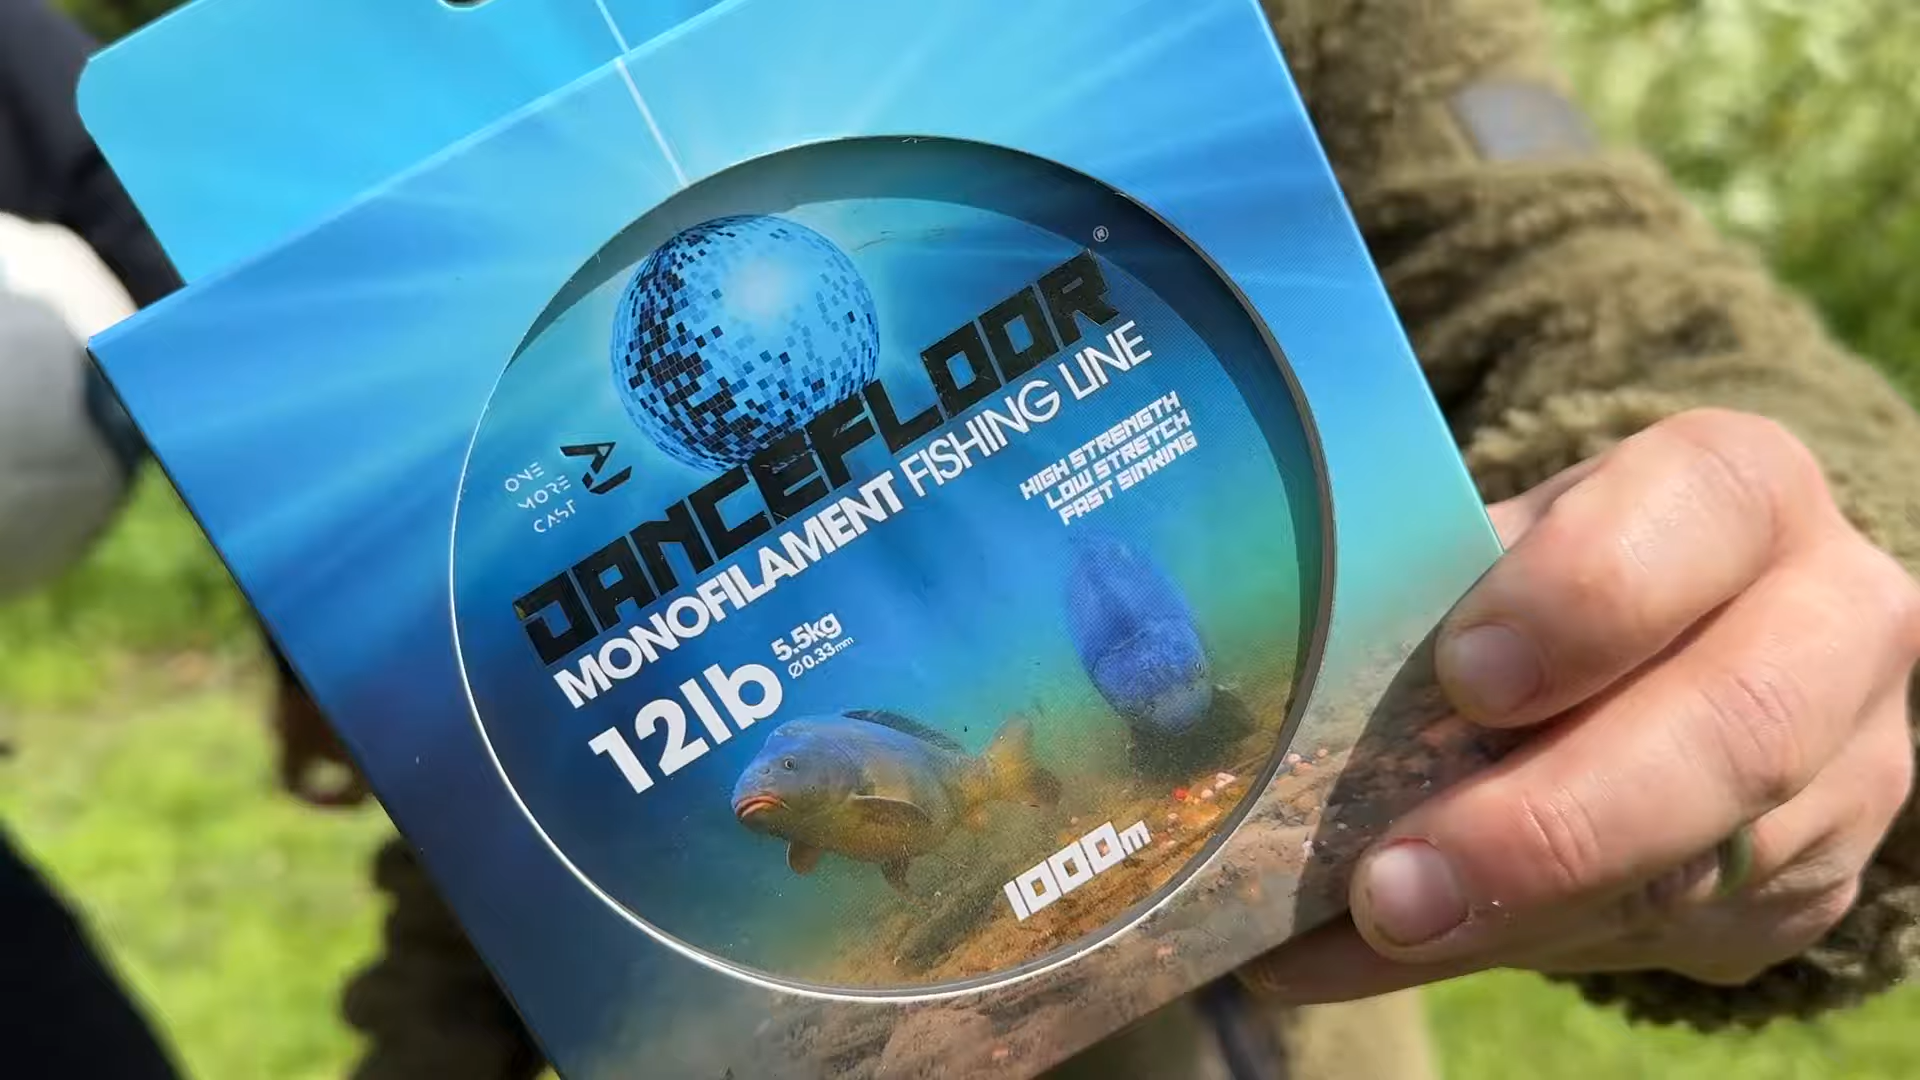 ONE
MORE
CAST
DANCEFLOOR®
MONOFILAMENT FISHING LINE
HIGH STRENGTH
LOW STRETCH
FAST SINKING
12lb
5.5kg
Ø0.33mm
1000m